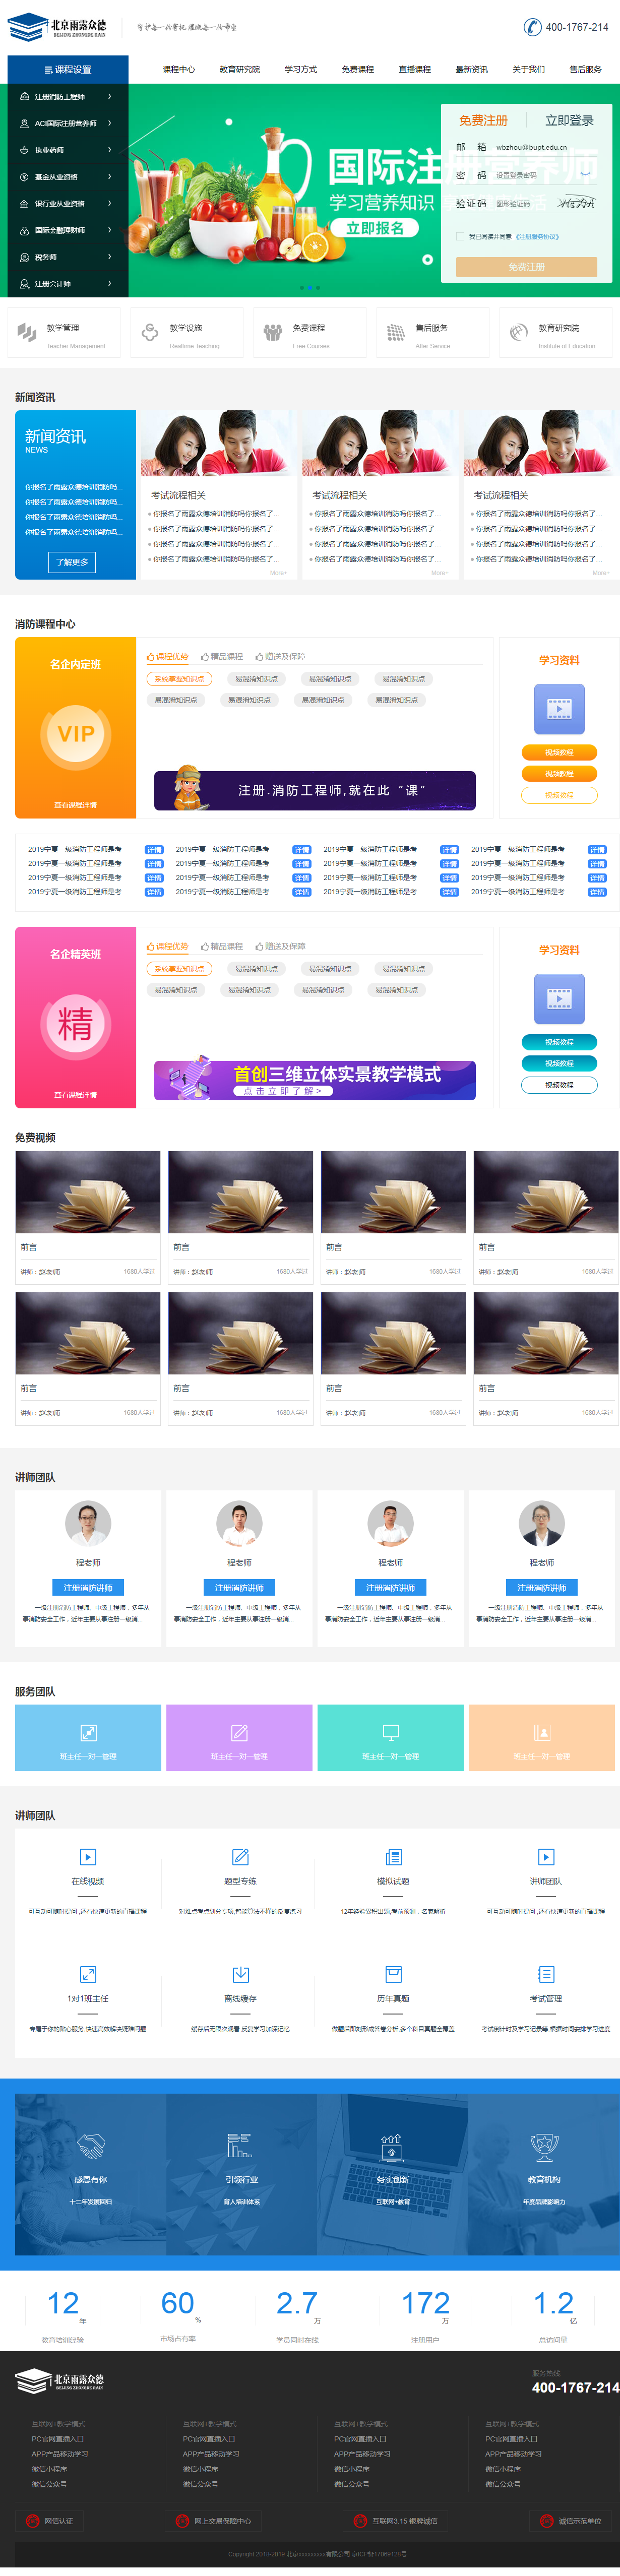 北京雨露众德
BEIJING ZHONG DE
400-1767-214
课程设置
课程中心 教育研究院 学习方式 免费课程 直播课程 最新资讯 关于我们 售后服务
注册消防工程师
ACI国际注册营养师
执业药师
基金从业资格
银行业从业资格
国际金融理财师
税务师
注册会计师
国际注册营养师
学习营养知识
立即报名
免费注册 立即登录
邮 箱 wbzhou@bupt.edu.cn
密 码 设置登录密码
验证码 图形验证码
我已阅读并同意 《注册服务协议》
免费注册
教学管理 教学设施 免费课程 售后服务 教育研究院
Teacher Management Realtime Teaching Free Courses After Service Institute of Education
新闻资讯
新闻资讯
NEWS
你报名了雨露众德培训消防吗...
你报名了雨露众德培训消防吗...
你报名了雨露众德培训消防吗...
你报名了雨露众德培训消防吗...
了解更多
考试流程相关
你报名了雨露众德培训消防吗你报名了...
你报名了雨露众德培训消防吗你报名了...
你报名了雨露众德培训消防吗你报名了...
你报名了雨露众德培训消防吗你报名了...
More+
考试流程相关
你报名了雨露众德培训消防吗你报名了...
你报名了雨露众德培训消防吗你报名了...
你报名了雨露众德培训消防吗你报名了...
你报名了雨露众德培训消防吗你报名了...
More+
考试流程相关
你报名了雨露众德培训消防吗你报名了...
你报名了雨露众德培训消防吗你报名了...
你报名了雨露众德培训消防吗你报名了...
你报名了雨露众德培训消防吗你报名了...
More+
消防课程中心
名企内定班
VIP
查看课程详情
课程优势 精品课程 赠送及保障
系统掌握知识点 易混淆知识点 易混淆知识点 易混淆知识点
易混淆知识点 易混淆知识点 易混淆知识点 易混淆知识点
注册.消防工程师,就在此“课”
学习资料
视频教程
视频教程
视频教程
2019宁夏一级消防工程师是考 详情 2019宁夏一级消防工程师是考 详情 2019宁夏一级消防工程师是考 详情 2019宁夏一级消防工程师是考 详情
2019宁夏一级消防工程师是考 详情 2019宁夏一级消防工程师是考 详情 2019宁夏一级消防工程师是考 详情 2019宁夏一级消防工程师是考 详情
2019宁夏一级消防工程师是考 详情 2019宁夏一级消防工程师是考 详情 2019宁夏一级消防工程师是考 详情 2019宁夏一级消防工程师是考 详情
2019宁夏一级消防工程师是考 详情 2019宁夏一级消防工程师是考 详情 2019宁夏一级消防工程师是考 详情 2019宁夏一级消防工程师是考 详情
名企精英班
精
查看课程详情
课程优势 精品课程 赠送及保障
系统掌握知识点 易混淆知识点 易混淆知识点 易混淆知识点
易混淆知识点 易混淆知识点 易混淆知识点 易混淆知识点
首创三维立体实景教学模式
点击立即了解>
学习资料
视频教程
视频教程
视频教程
免费视频
前言 前言 前言 前言
讲师：赵老师 1680人学过 讲师：赵老师 1680人学过 讲师：赵老师 1680人学过 讲师：赵老师 1680人学过
前言 前言 前言 前言
讲师：赵老师 1680人学过 讲师：赵老师 1680人学过 讲师：赵老师 1680人学过 讲师：赵老师 1680人学过
讲师团队
程老师 程老师 程老师 程老师
注册消防讲师 注册消防讲师 注册消防讲师 注册消防讲师
一级注册消防工程师、中级工程师，多年从 一级注册消防工程师、中级工程师，多年从 一级注册消防工程师、中级工程师，多年从 一级注册消防工程师、中级工程师，多年从
事消防安全工作，近年主要从事注册一级消... 事消防安全工作，近年主要从事注册一级消... 事消防安全工作，近年主要从事注册一级消... 事消防安全工作，近年主要从事注册一级消...
服务团队
班主任一对一管理 班主任一对一管理 班主任一对一管理 班主任一对一管理
讲师团队
在线视频 题型专练 模拟试题 讲师团队
可互动可随时提问,还有快速更新的直播课程 对难点考点划分专项,智能算法不懂的反复练习 12年经验累积出题,考前预测，名家解析 可互动可随时提问,还有快速更新的直播课程
1对1班主任 离线缓存 历年真题 考试管理
专属于你的贴心服务,快速高效解决疑难问题 缓存后无限次观看 反复学习加深记忆 做题后即刻形成答卷分析,多个科目真题全覆盖 考试倒计时及学习记录等,根据时间安排学习进度
感恩有你 引领行业 务实创新 教育机构
十二年发展回归 育人培训体系 互联网+教育 年度品牌影响力
12年 60% 2.7万 172万 1.2亿
教育培训经验 市场占有率 学员同时在线 注册用户 总访问量
北京雨露众德
BEIJING ZHONG DE
服务热线
400-1767-214
互联网+教学模式 互联网+教学模式 互联网+教学模式 互联网+教学模式
PC官网直播入口 PC官网直播入口 PC官网直播入口 PC官网直播入口
APP产品移动学习 APP产品移动学习 APP产品移动学习 APP产品移动学习
微信小程序 微信小程序 微信小程序 微信小程序
微信公众号 微信公众号 微信公众号 微信公众号
网信认证 网上交易保障中心 互联网3.15 棋牌诚信 诚信示范单位
Copyright 2018-2019 北京xxxxxxxxx有限公司 京ICP备17069129号